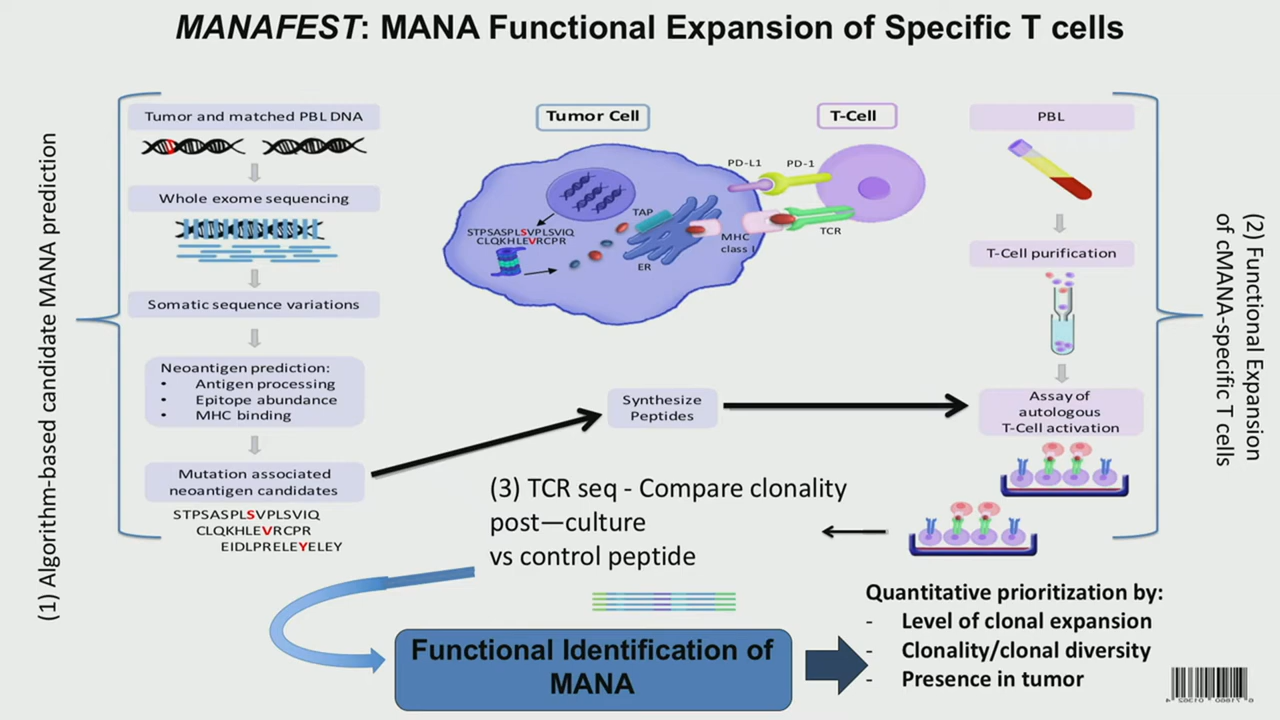 MANAFEST: MANA Functional Expansion of Specific T cells
(1) Algorithm-based candidate MANA prediction
Tumor and matched PBL DNA
Whole exome sequencing
Somatic sequence variations
Neoantigen prediction:
• Antigen processing
• Epitope abundance
• MHC binding
Mutation associated
neoantigen candidates
STPSASPLSVPLSVIQ
CLQKHLEVRCPR
EIDLPRELEYELEY
Tumor Cell
T-Cell
PD-L1
PD-1
TAP
STPSASPLSVPLSVIQ
CLQKHLEVRCPR
MHC
class I
TCR
ER
Synthesize
Peptides
PBL
T-Cell purification
Assay of
autologous
T-Cell activation
(2) Functional Expansion
of cMANA-specific T cells
(3) TCR seq - Compare clonality
post—culture
vs control peptide
Functional Identification of
MANA
Quantitative prioritization by:
- Level of clonal expansion
- Clonality/clonal diversity
- Presence in tumor